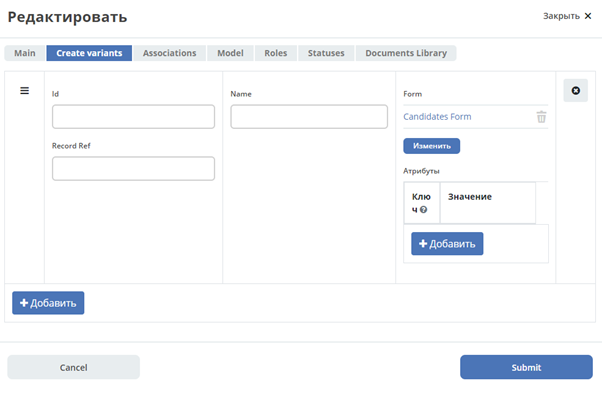 Редактировать
Закрыть ×
Main
Create variants
Associations
Model
Roles
Statuses
Documents Library
Id
Name
Form
Candidates Form
Record Ref
Изменить
Атрибуты
Клю
ч
Значение
+ Добавить
+ Добавить
Cancel
Submit